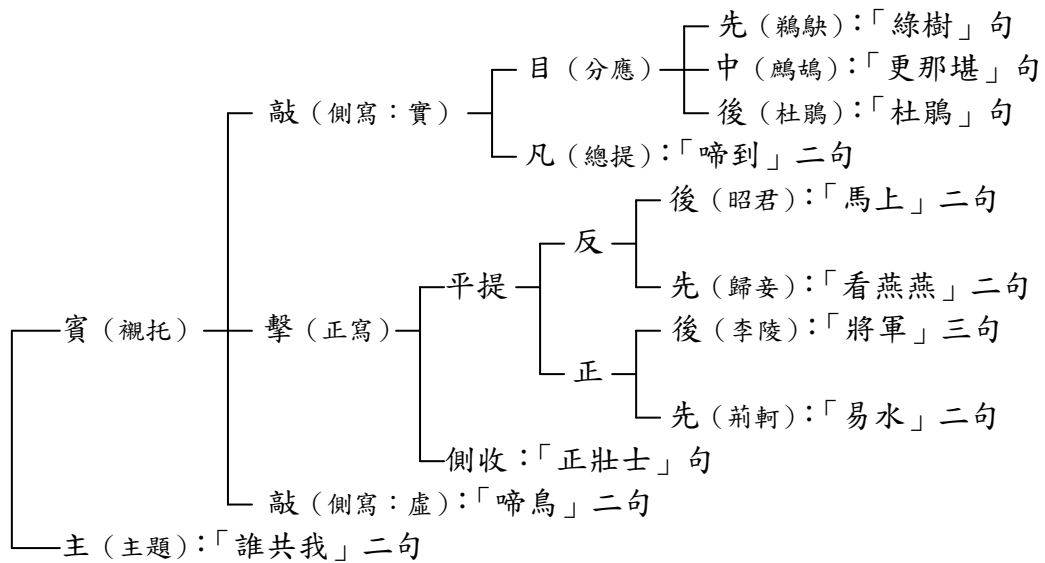 先（鵜鴃）：「綠樹」句
目（分應） 中（鷓鴣）：「更那堪」句
敲（側寫：實） 後（杜鵑）：「杜鵑」句
凡（總提）：「啼到」二句
後（昭君）：「馬上」二句
反
平提 先（歸妾）：「看燕燕」二句
賓（襯托） 擊（正寫） 後（李陵）：「將軍」三句
正
先（荊軻）：「易水」二句
側收：「正壯士」句
敲（側寫：虛）：「啼鳥」二句
主（主題）：「誰共我」二句